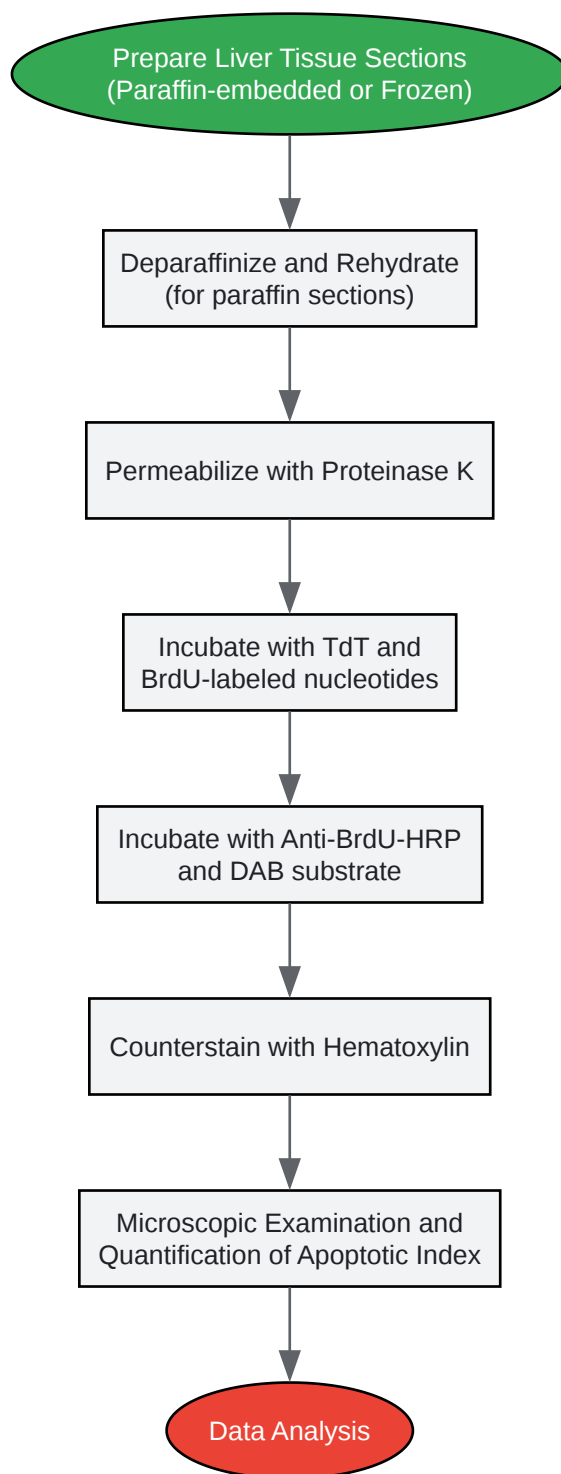 Prepare Liver Tissue Sections
(Paraffin-embedded or Frozen)
Deparaffinize and Rehydrate
(for paraffin sections)
Permeabilize with Proteinase K
Incubate with TdT and
BrdU-labeled nucleotides
Incubate with Anti-BrdU-HRP
and DAB substrate
Counterstain with Hematoxylin
Microscopic Examination and
Quantification of Apoptotic Index
Data Analysis